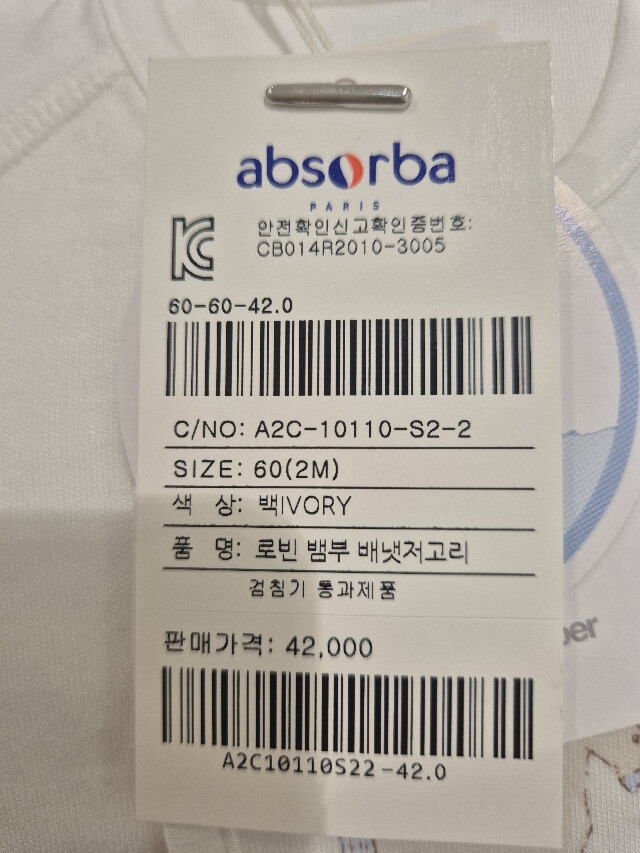 absorba
PARIS
안전확인신고확인증번호:
CB014R2010-3005
60-60-42.0
C/NO: A2C-10110-S2-2
SIZE: 60(2M)
색 상: 백IVORY
품 명: 로빈 뱀부 배냇저고리
검침기 통과제품
판매가격: 42,000
A2C10110S22-42.0